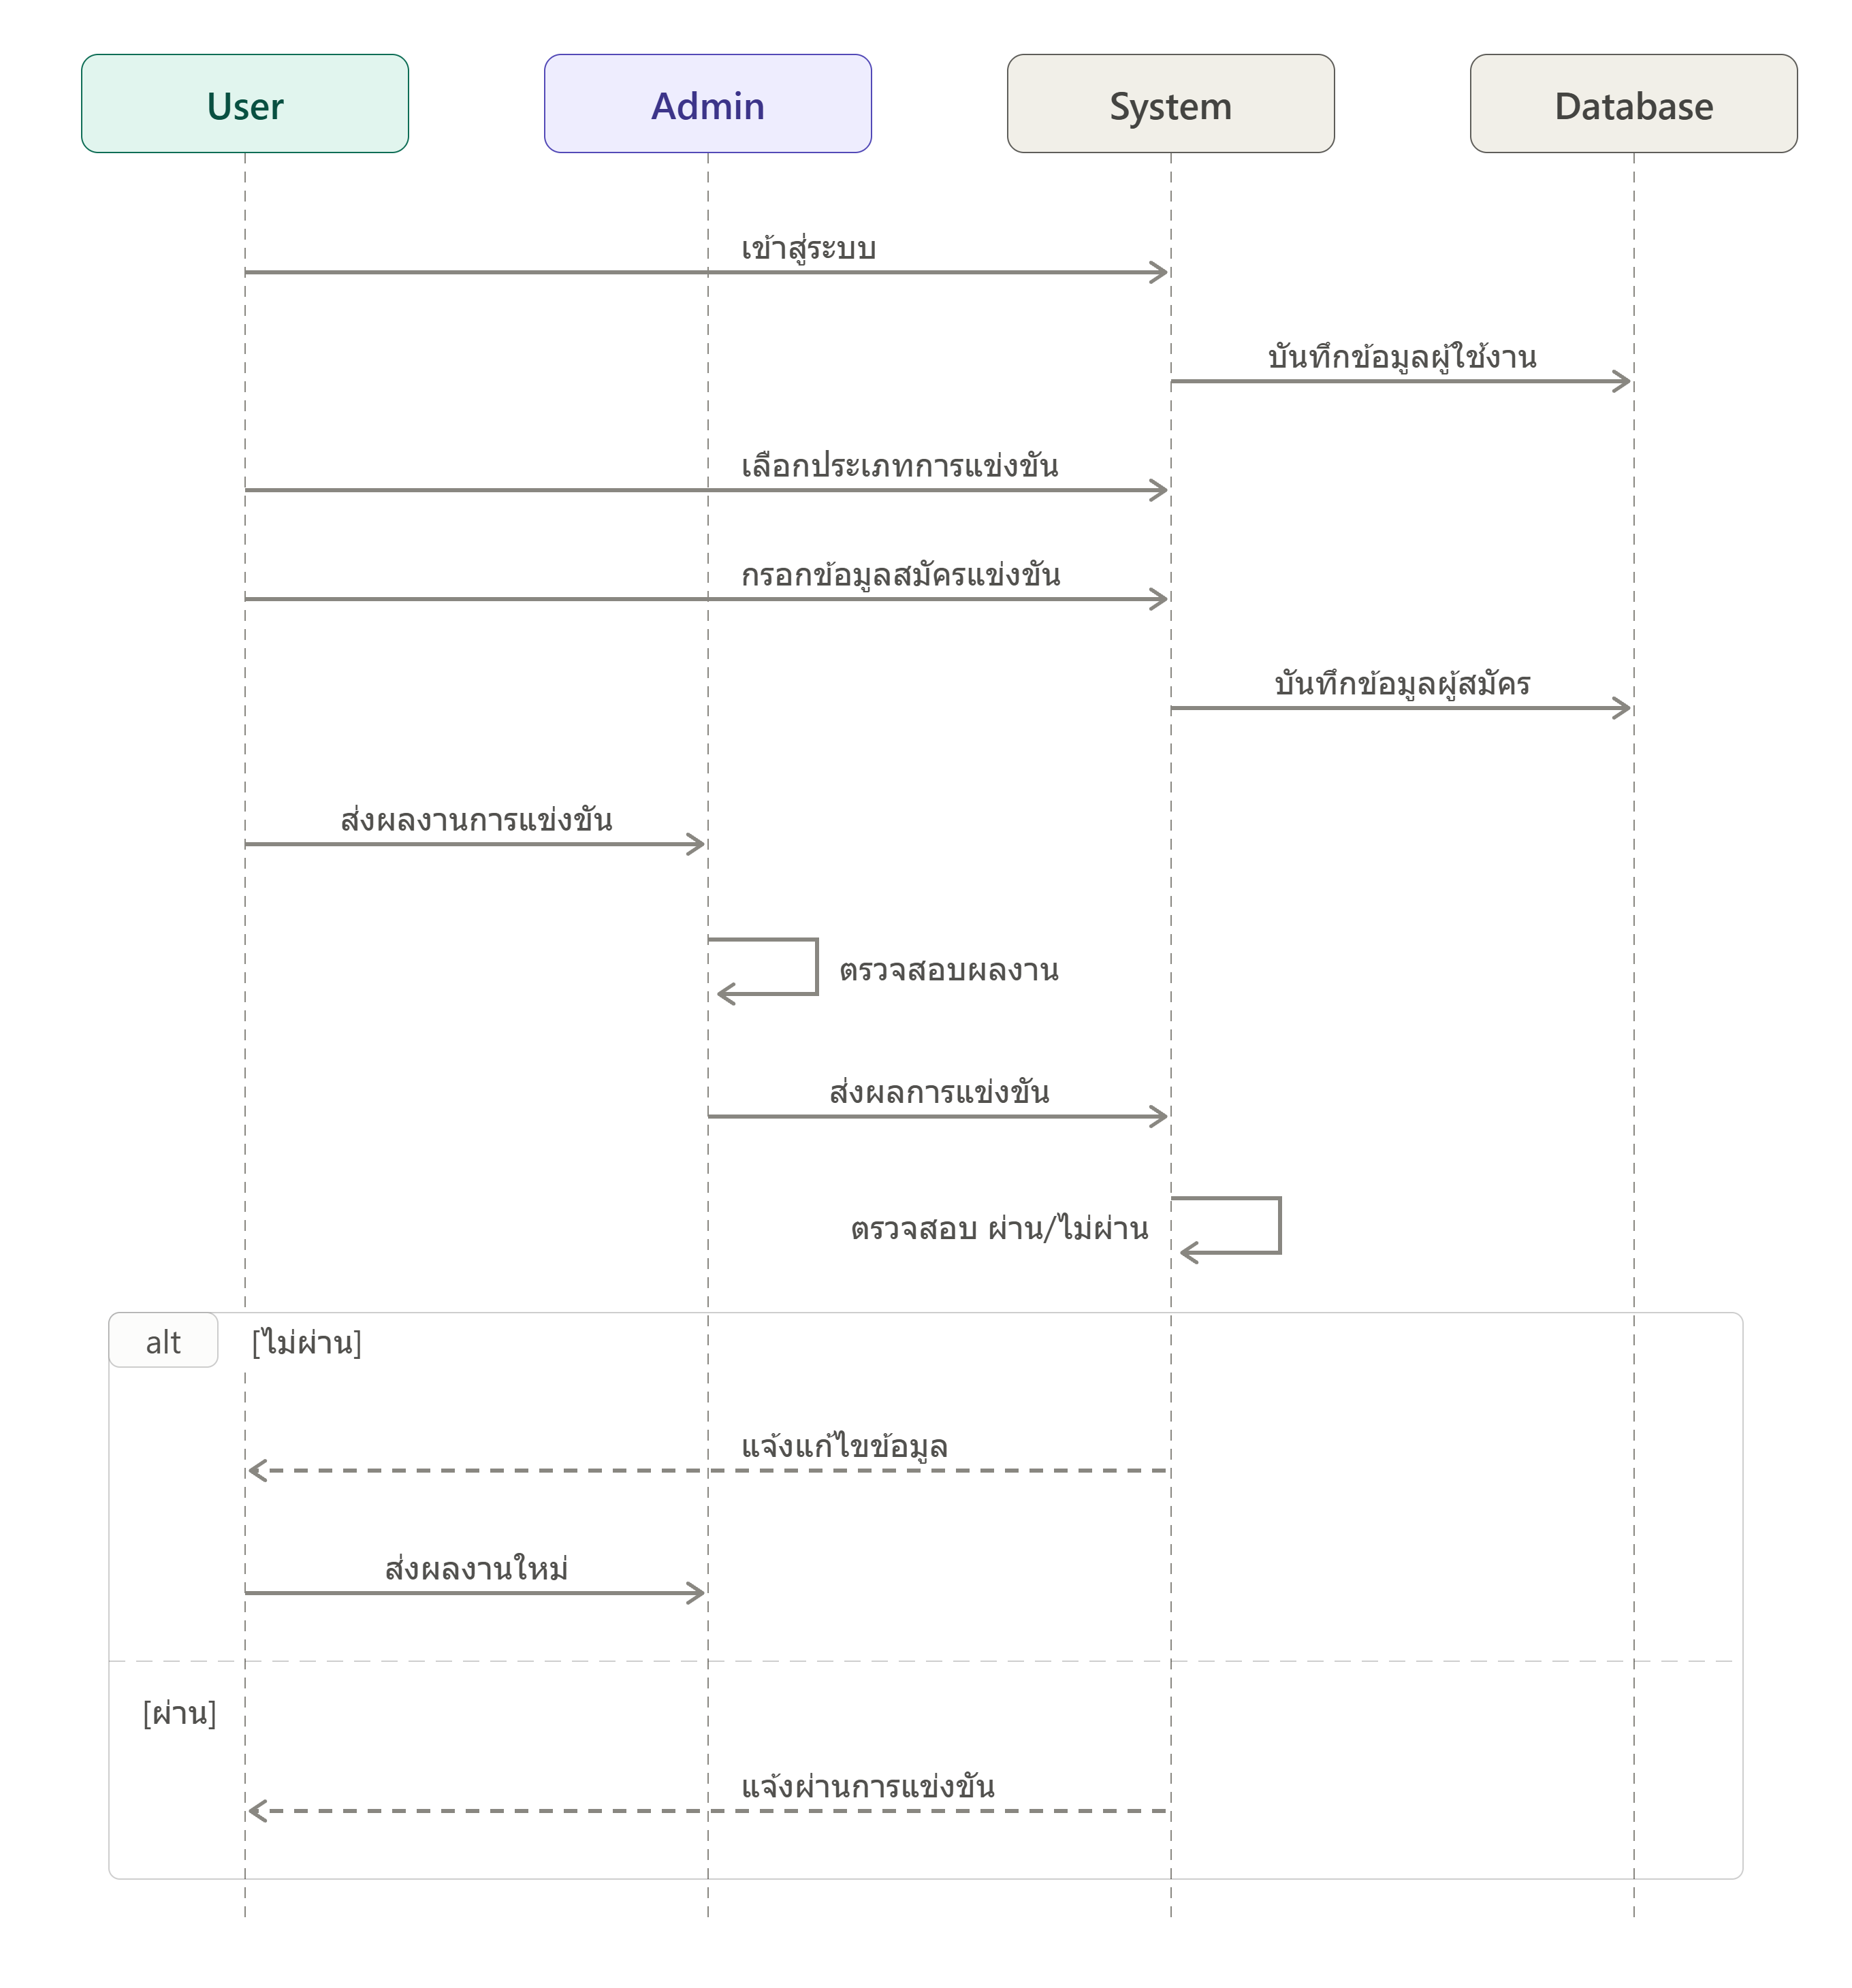 User
Admin
System
Database
เข้าสู่ระบบ
บันทึกข้อมูลผู้ใช้งาน
เลือกประเภทการแข่งขัน
กรอกข้อมูลสมัครแข่งขัน
บันทึกข้อมูลผู้สมัคร
ส่งผลงานการแข่งขัน
ตรวจสอบผลงาน
ส่งผลการแข่งขัน
ตรวจสอบ ผ่าน/ไม่ผ่าน
alt
[ไม่ผ่าน]
แจ้งแก้ไขข้อมูล
ส่งผลงานใหม่
[ผ่าน]
แจ้งผ่านการแข่งขัน